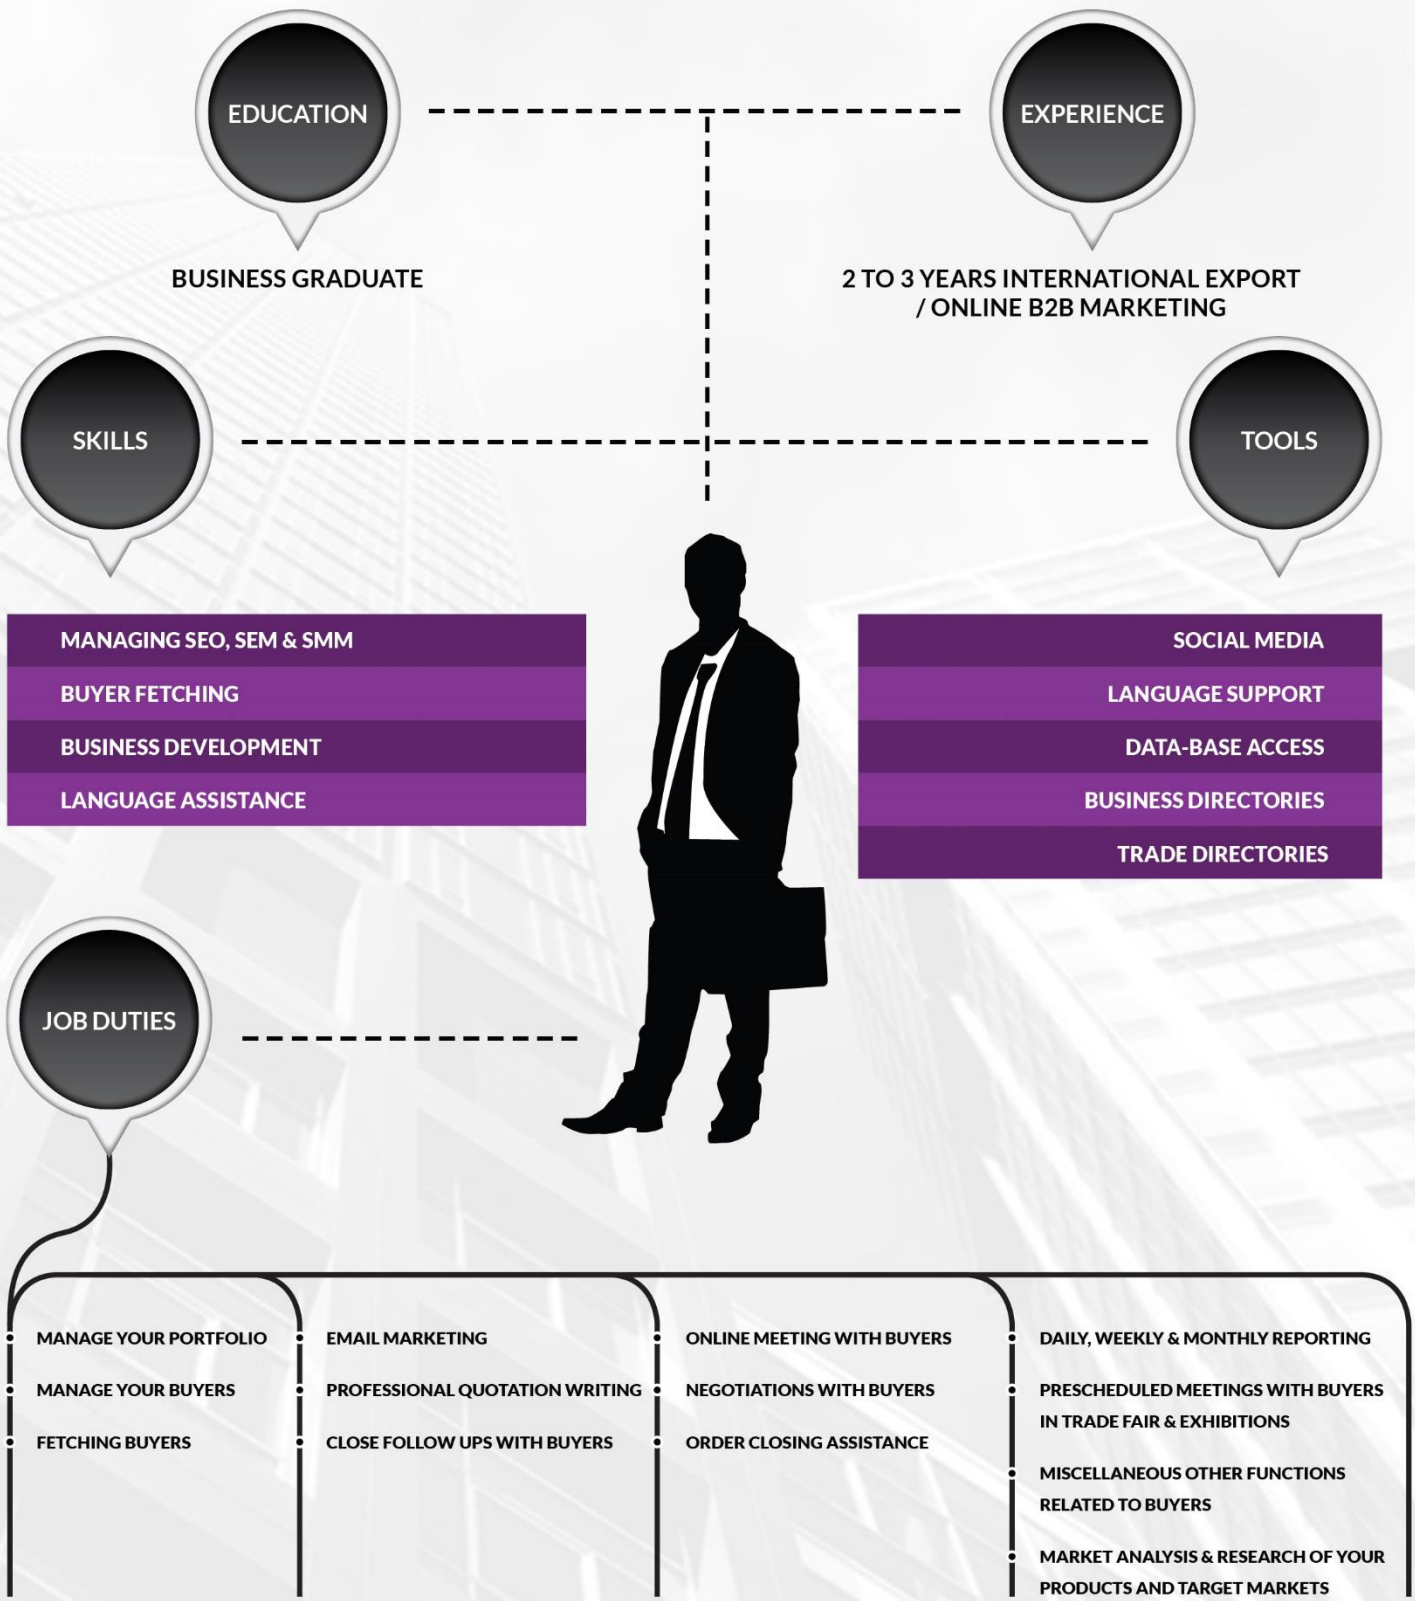 EDUCATION
EXPERIENCE
BUSINESS GRADUATE
2 TO 3 YEARS INTERNATIONAL EXPORT
/ ONLINE B2B MARKETING
SKILLS
TOOLS
MANAGING SEO, SEM & SMM
BUYER FETCHING
BUSINESS DEVELOPMENT
LANGUAGE ASSISTANCE
SOCIAL MEDIA
LANGUAGE SUPPORT
DATA-BASE ACCESS
BUSINESS DIRECTORIES
TRADE DIRECTORIES
JOB DUTIES
MANAGE YOUR PORTFOLIO
MANAGE YOUR BUYERS
FETCHING BUYERS
EMAIL MARKETING
PROFESSIONAL QUOTATION WRITING
CLOSE FOLLOW UPS WITH BUYERS
ONLINE MEETING WITH BUYERS
NEGOTIATIONS WITH BUYERS
ORDER CLOSING ASSISTANCE
DAILY, WEEKLY & MONTHLY REPORTING
PRESCHEDULED MEETINGS WITH BUYERS
IN TRADE FAIR & EXHIBITIONS
MISCELLANEOUS OTHER FUNCTIONS
RELATED TO BUYERS
MARKET ANALYSIS & RESEARCH OF YOUR
PRODUCTS AND TARGET MARKETS